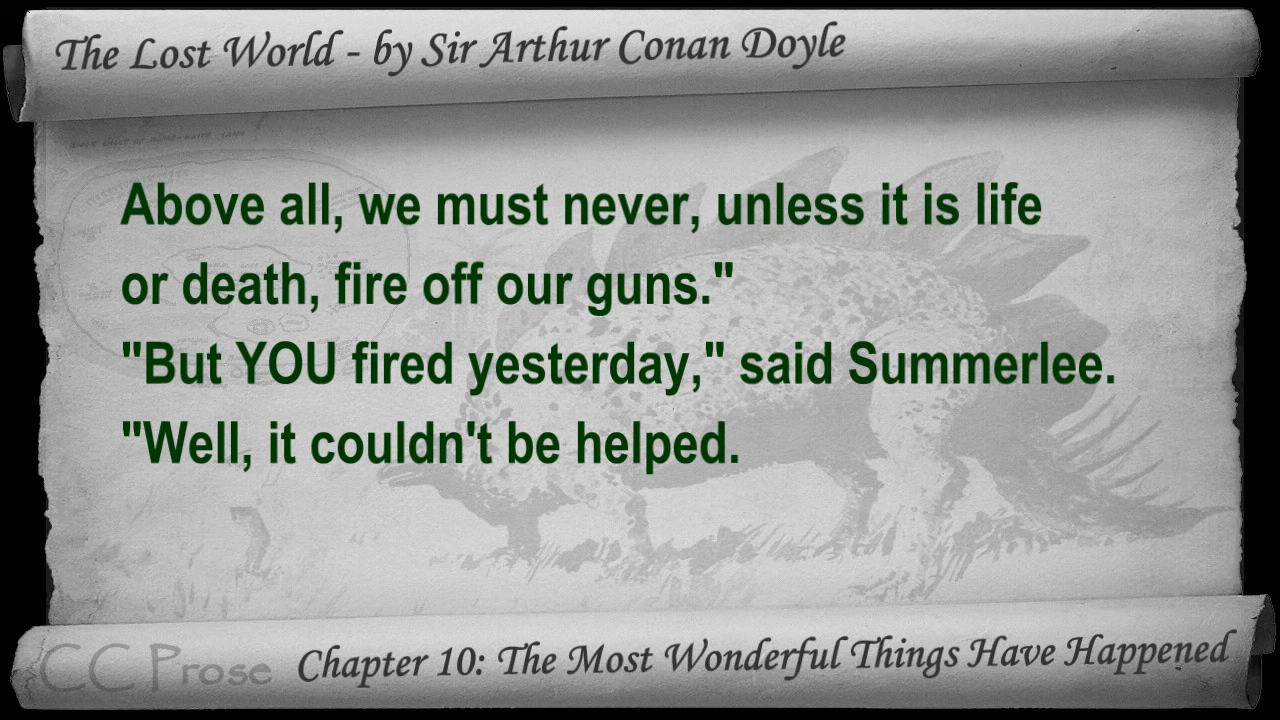 The Lost World - by Sir Arthur Conan Doyle
Above all, we must never, unless it is life
or death, fire off our guns."
"But YOU fired yesterday," said Summerlee.
"Well, it couldn't be helped.
CC Prose
Chapter 10: The Most Wonderful Things Have Happened